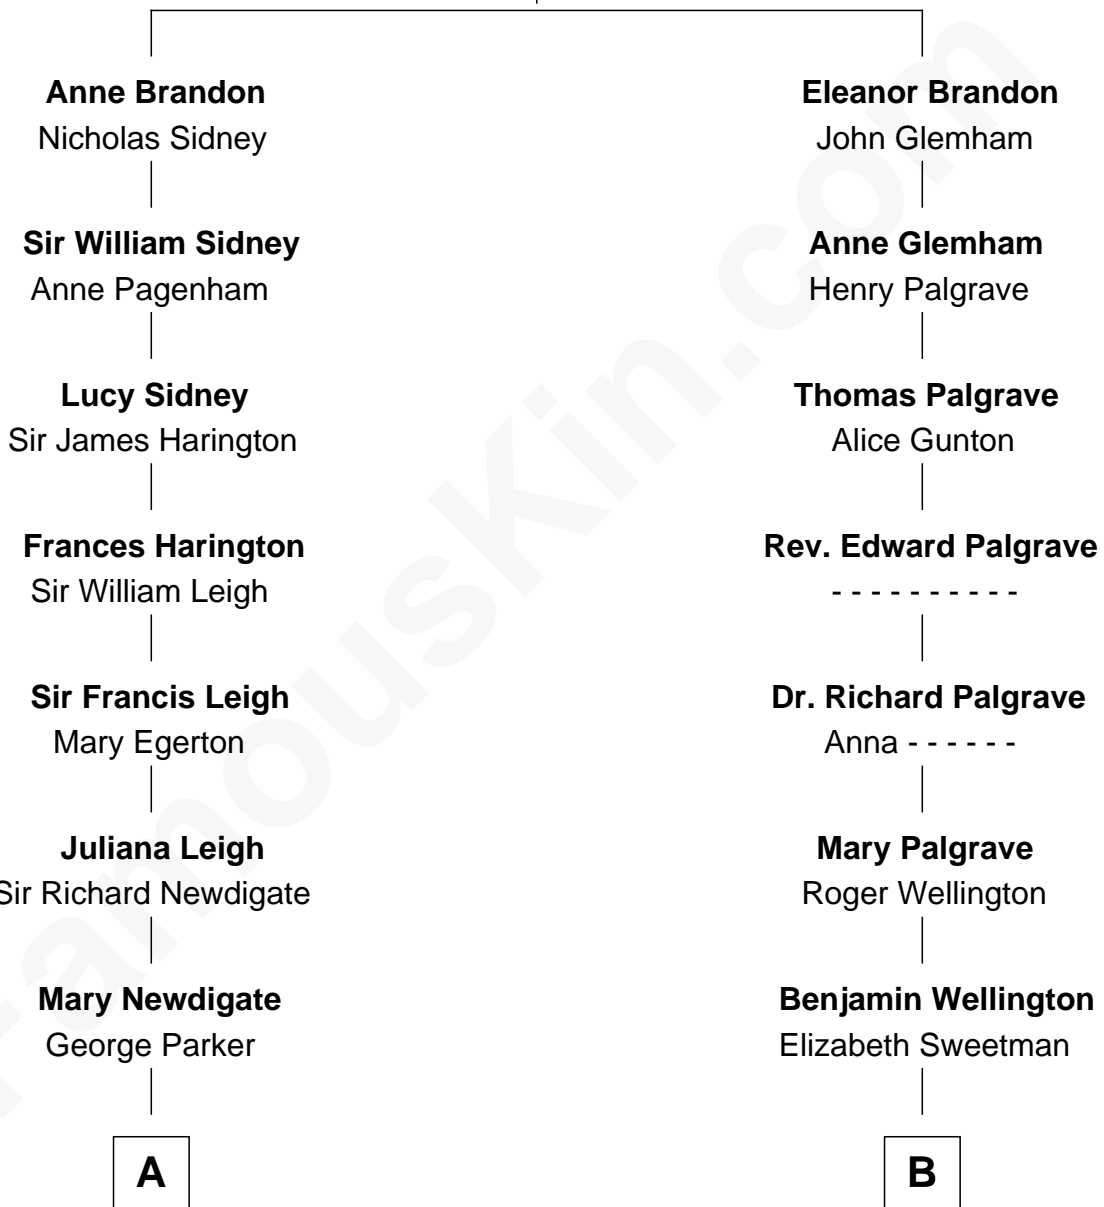 Anne Brandon
Nicholas Sidney
Sir William Sidney
Anne Pagenham
Lucy Sidney
Sir James Harington
Frances Harington
Sir William Leigh
Sir Francis Leigh
Mary Egerton
Juliana Leigh
Sir Richard Newdigate
Mary Newdigate
George Parker
A
Eleanor Brandon
John Glemham
Anne Glemham
Henry Palgrave
Thomas Palgrave
Alice Gunton
Rev. Edward Palgrave
- - - - - - - - - -
Dr. Richard Palgrave
Anna - - - - - -
Mary Palgrave
Roger Wellington
Benjamin Wellington
Elizabeth Sweetman
B
FamousKin.com